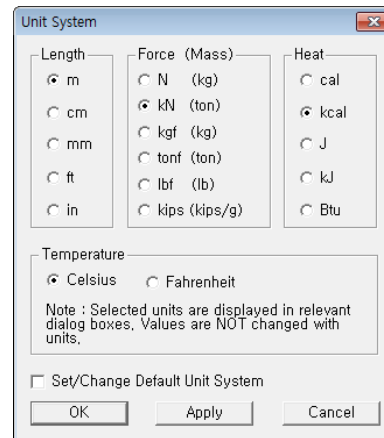 Unit System
Length
m
cm
mm
ft
in
Force (Mass)
N (kg)
kN (ton)
kgf (kg)
tonf (ton)
lbf (lb)
kips (kips/g)
Heat
cal
kcal
J
kJ
Btu
Temperature
Celsius
Fahrenheit
Note : Selected units are displayed in relevant
dialog boxes, Values are NOT changed with
units,
Set/Change Default Unit System
OK
Apply
Cancel